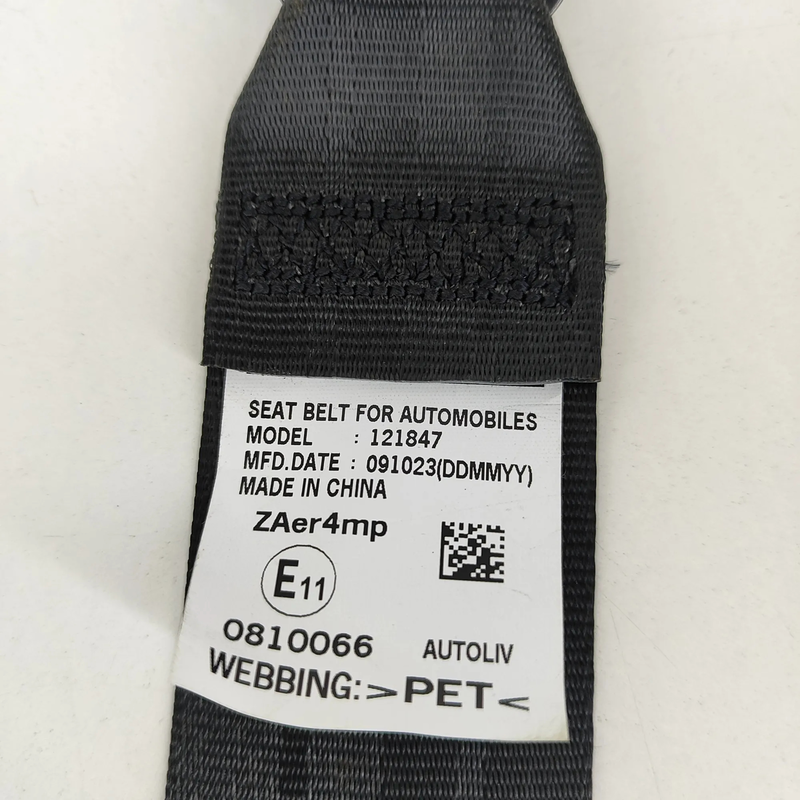 SEAT BELT FOR AUTOMOBILES
MODEL : 121847
MFD.DATE : 091023(DDMMYY)
MADE IN CHINA
ZAer4mp
E11
0810066 AUTOLIV
WEBBING:>PET<